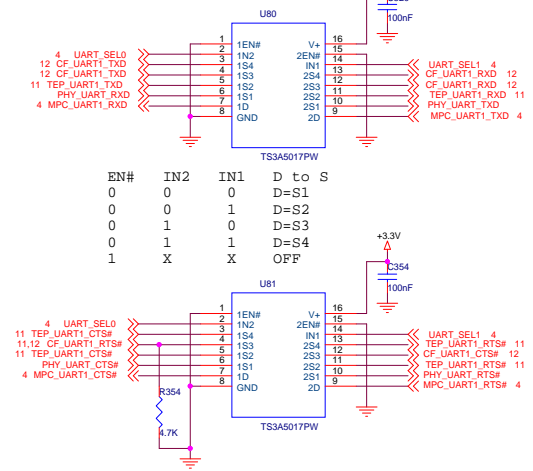 U80
100nF
1 1EN# V+ 16
4 UART_SEL0 2 1N2 2EN# 15
12 CF_UART1_TXD 3 1S4 IN1 14 UART_SEL1 4
12 CF_UART1_TXD 4 1S3 2S4 13 CF_UART1_RXD 12
11 TEP_UART1_TXD 5 1S2 2S3 12 CF_UART1_RXD 12
PHY_UART_RXD 6 1S1 2S2 11 TEP_UART1_RXD 11
4 MPC_UART1_RXD 7 1D 2S1 10 PHY_UART_TXD
8 GND 2D 9 MPC_UART1_TXD 4
TS3A5017PW
EN# IN2 IN1 D to S
0 0 0 D=S1
0 0 1 D=S2
0 1 0 D=S3
0 1 1 D=S4
1 X X OFF
+3.3V
C354
100nF
U81
1 1EN# V+ 16
4 UART_SEL0 2 1N2 2EN# 15
11 TEP_UART1_CTS# 3 1S4 IN1 14 UART_SEL1 4
11,12 CF_UART1_RTS# 4 1S3 2S4 13 TEP_UART1_RTS# 11
11 TEP_UART1_CTS# 5 1S2 2S3 12 CF_UART1_CTS# 12
PHY_UART_CTS# 6 1S1 2S2 11 TEP_UART1_RTS# 11
4 MPC_UART1_CTS# 7 1D 2S1 10 PHY_UART_RTS#
8 GND 2D 9 MPC_UART1_RTS# 4
R354
4.7K
TS3A5017PW